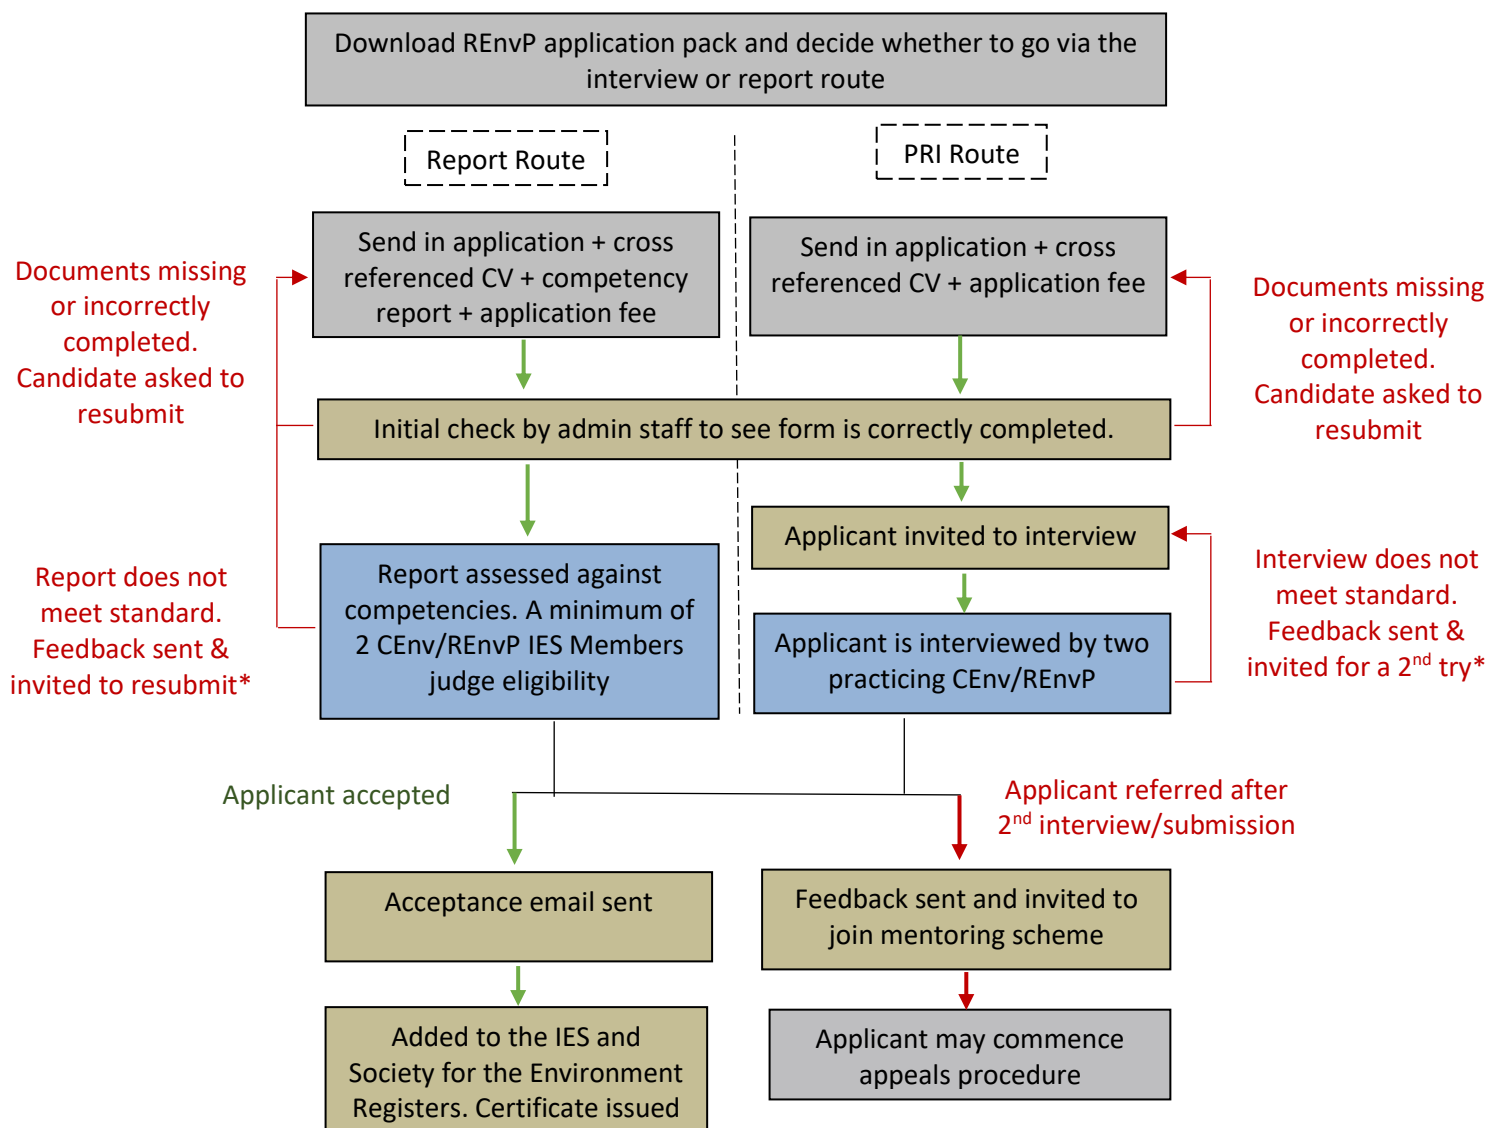 Download REnvP application pack and decide whether to go via the
interview or report route
Report Route
PRI Route
Send in application + cross
referenced CV + competency
report + application fee
Send in application + cross
referenced CV + application fee
Documents missing
or incorrectly
completed.
Candidate asked to
resubmit
Documents missing
or incorrectly
completed.
Candidate asked to
resubmit
Initial check by admin staff to see form is correctly completed.
Applicant invited to interview
Report does not
meet standard.
Feedback sent &
invited to resubmit*
Report assessed against
competencies. A minimum of
2 CEnv/REnvP IES Members
judge eligibility
Applicant is interviewed by two
practicing CEnv/REnvP
Interview does not
meet standard.
Feedback sent &
invited for a 2nd try*
Applicant accepted
Applicant referred after
2nd interview/submission
Acceptance email sent
Feedback sent and invited to
join mentoring scheme
Added to the IES and
Society for the Environment
Registers. Certificate issued
Applicant may commence
appeals procedure